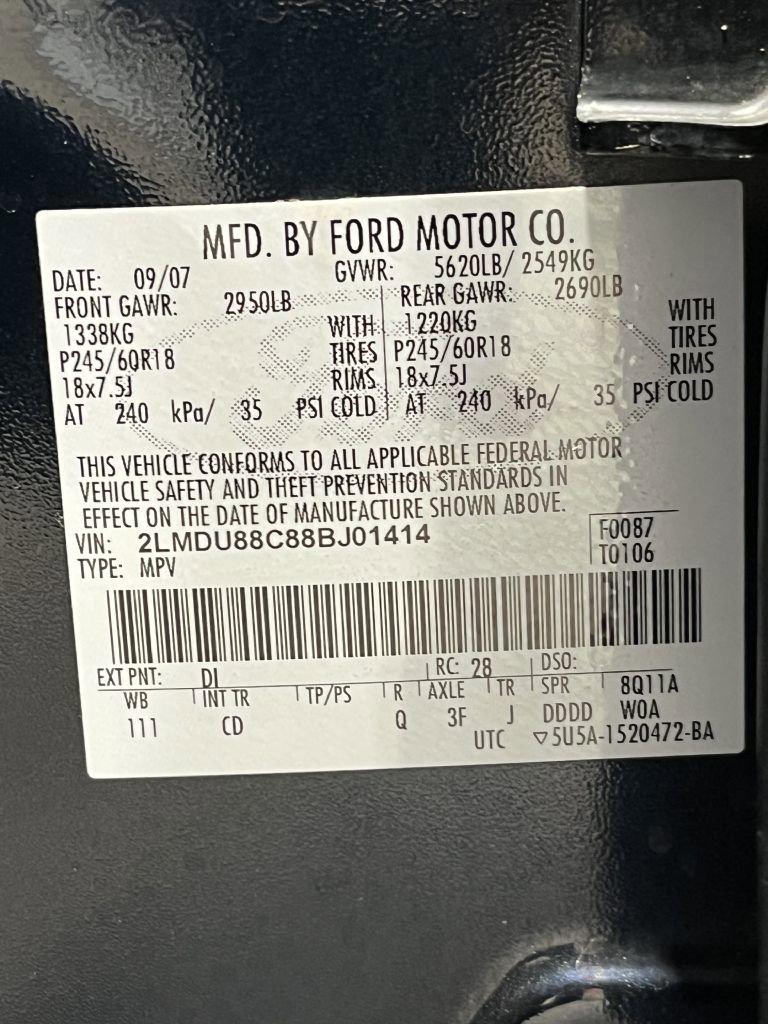 MFD. BY FORD MOTOR CO.
DATE: 09/07 GVWR: 5620LB/ 2549KG
FRONT GAWR: 2950LB REAR GAWR: 2690LB
1338KG WITH 1220KG WITH
P245/60R18 TIRES P245/60R18 TIRES
18x7.5J RIMS 18x7.5J RIMS
AT 240 kPa/ 35 PSI COLD AT 240 kPa/ 35 PSI COLD
THIS VEHICLE CONFORMS TO ALL APPLICABLE FEDERAL MOTOR
VEHICLE SAFETY AND THEFT PREVENTION STANDARDS IN
EFFECT ON THE DATE OF MANUFACTURE SHOWN ABOVE.
VIN: 2LMDU88C88BJ01414 F0087
TYPE: MPV T0106
EXT PNT: DI RC: 28 DSO:
WB INT TR TP/PS R AXLE TR SPR 8Q11A
111 CD Q 3F J DDDD W0A
UTC ▽5U5A-1520472-BA